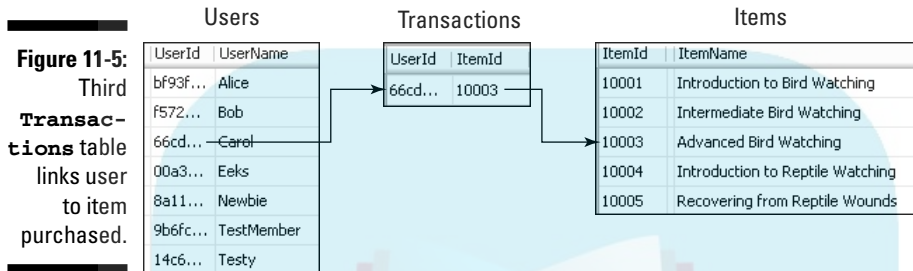 Figure 11-5:
Third
Transac-
tions table
links user
to item
purchased.
Users
UserId UserName
bf93f... Alice
f572... Bob
66cd... Carol
00a3... Eeks
8a11... Newbie
9b6fc... TestMember
14c6... Testy
Transactions
UserId ItemId
66cd... 10003
Items
ItemId ItemName
10001 Introduction to Bird Watching
10002 Intermediate Bird Watching
10003 Advanced Bird Watching
10004 Introduction to Reptile Watching
10005 Recovering from Reptile Wounds